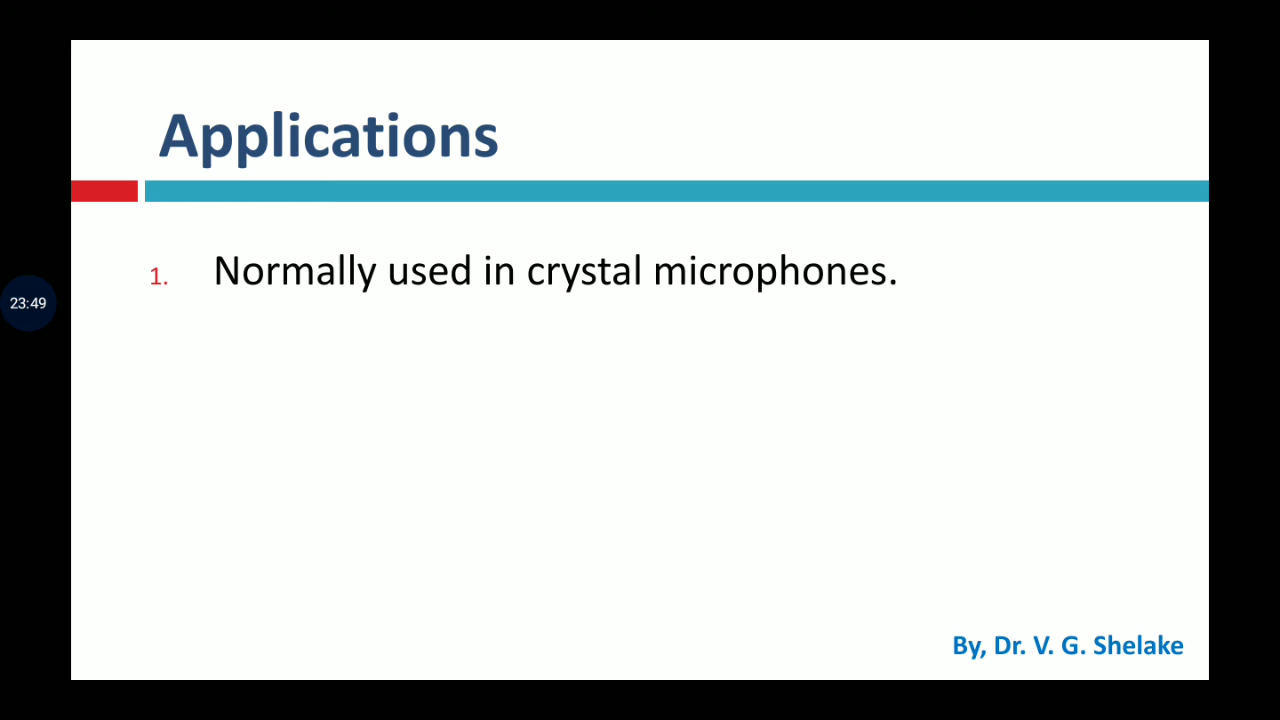 Applications
1. Normally used in crystal microphones.
23:49
By, Dr. V. G. Shelake